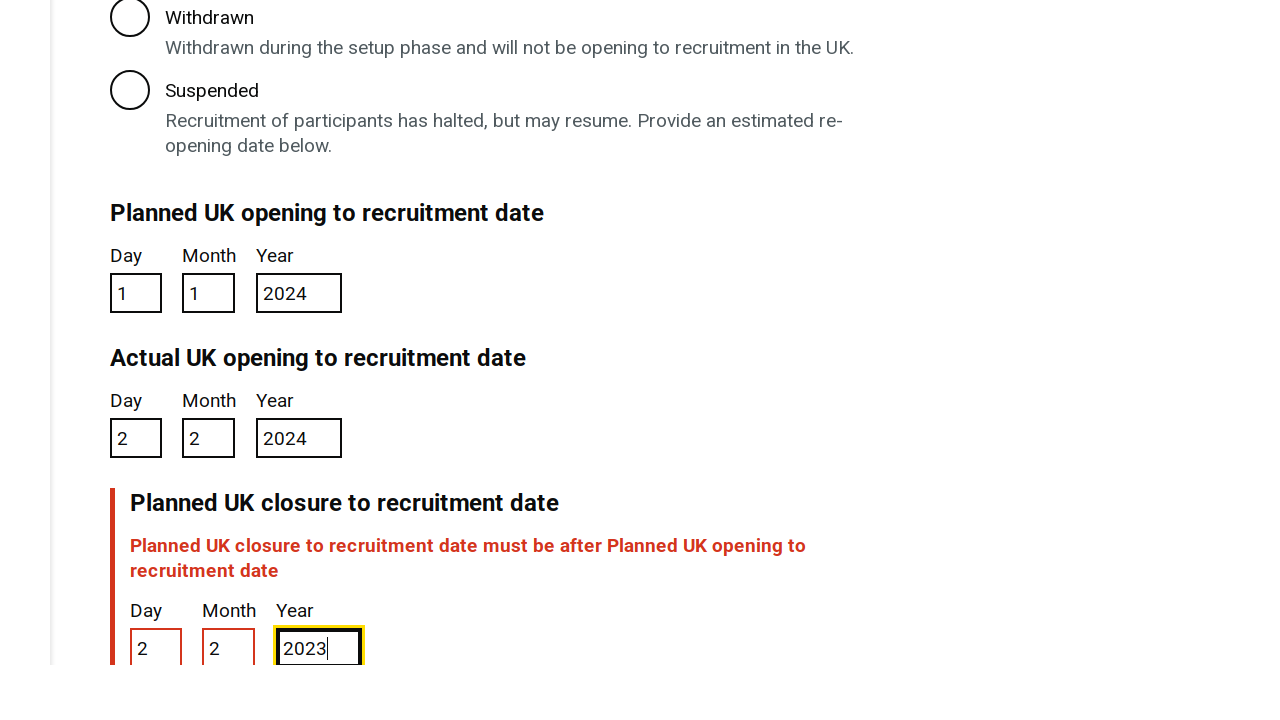 Withdrawn
Withdrawn during the setup phase and will not be opening to recruitment in the UK.
Suspended
Recruitment of participants has halted, but may resume. Provide an estimated re-
opening date below.
Planned UK opening to recruitment date
Day Month Year
1 1 2024
Actual UK opening to recruitment date
Day Month Year
2 2 2024
Planned UK closure to recruitment date
Planned UK closure to recruitment date must be after Planned UK opening to
recruitment date
Day Month Year
2 2 2023